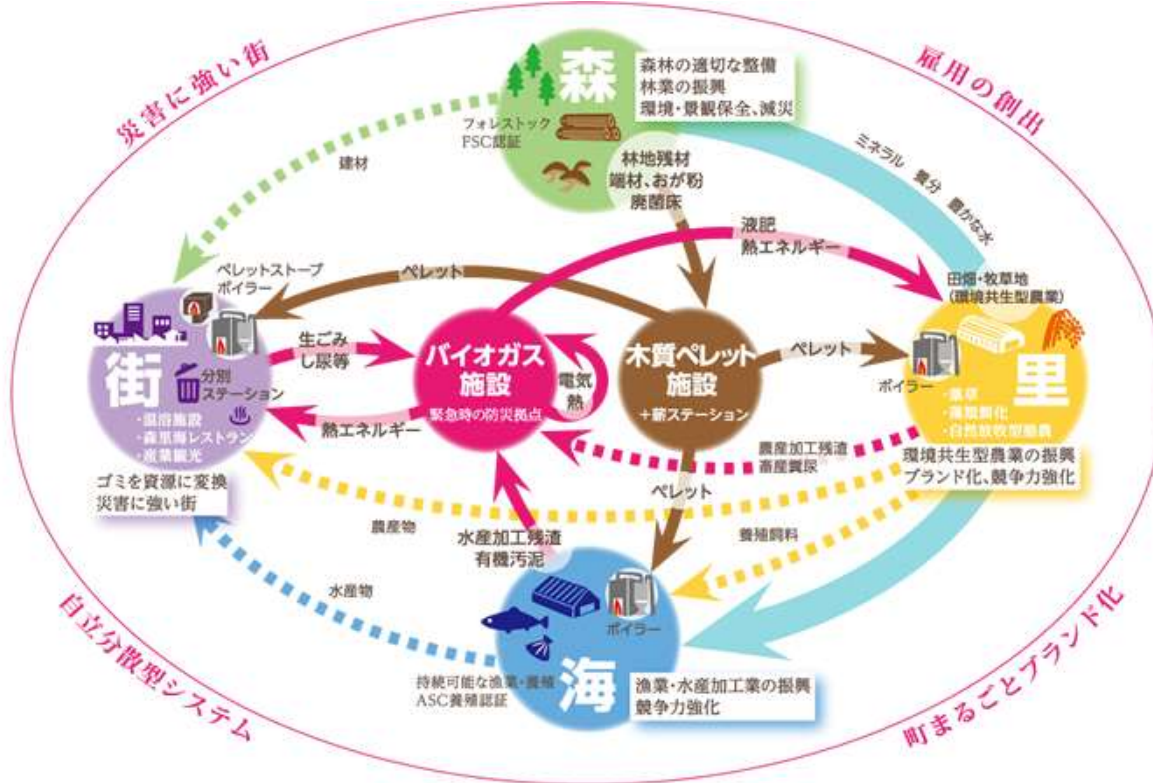 災害に強い街
雇用の創出
自立分散型システム
町まるごとブランド化
森
森林の適切な整備
林業の振興
環境・景観保全、減災
フォレストック
FSC認証
林地残材
端材、おが粉
廃菌床
建材
ミネラル 養分 豊かな水
液肥
熱エネルギー
ペレット
ペレットストーブ
ボイラー
田畑・牧草地
(環境共生型農業)
街
分別
ステーション
・温浴施設
・森里海レストラン
・産業観光
ゴミを資源に変換
災害に強い街
生ごみ
し尿等
熱エネルギー
バイオガス
施設
緊急時の防災拠点
電気
熱
木質ペレット
施設
+薪ステーション
ペレット
ボイラー
里
・自然放牧型酪農
環境共生型農業の振興
ブランド化、競争力強化
農産加工残渣
畜産糞尿
ペレット
農産物
養殖飼料
水産加工残渣
有機汚泥
水産物
ボイラー
海
持続可能な漁業・養殖
ASC養殖認証
漁業・水産加工業の振興
競争力強化